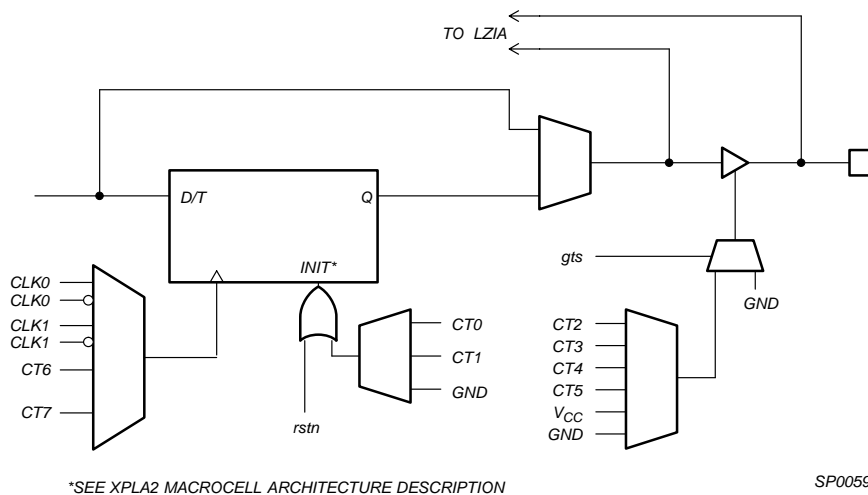 TO LZIA
D/T
Q
INIT*
gts
GND
CLK0
CLK0
CLK1
CLK1
CT6
CT7
rstn
CT0
CT1
GND
CT2
CT3
CT4
CT5
VCC
GND
*SEE XPLA2 MACROCELL ARCHITECTURE DESCRIPTION
SP0059